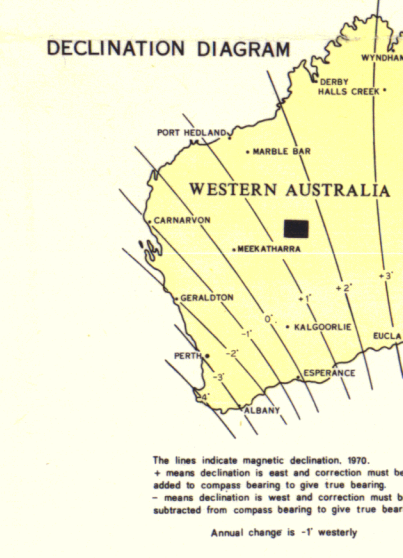 DECLINATION DIAGRAM
WYNDHAM
DERBY
HALLS CREEK
PORT HEDLAND
MARBLE BAR
WESTERN AUSTRALIA
CARNARVON
MEEKATHARRA
+3°
+2°
GERALDTON
+1°
0°
KALGOORLIE
-1°
EUCLA
-2°
PERTH
ESPERANCE
-3°
-4°
ALBANY
The lines indicate magnetic declination, 1970.
+ means declination is east and correction must be
added to compass bearing to give true bearing.
- means declination is west and correction must b
subtracted from compass bearing to give true bear
Annual change is -1' westerly